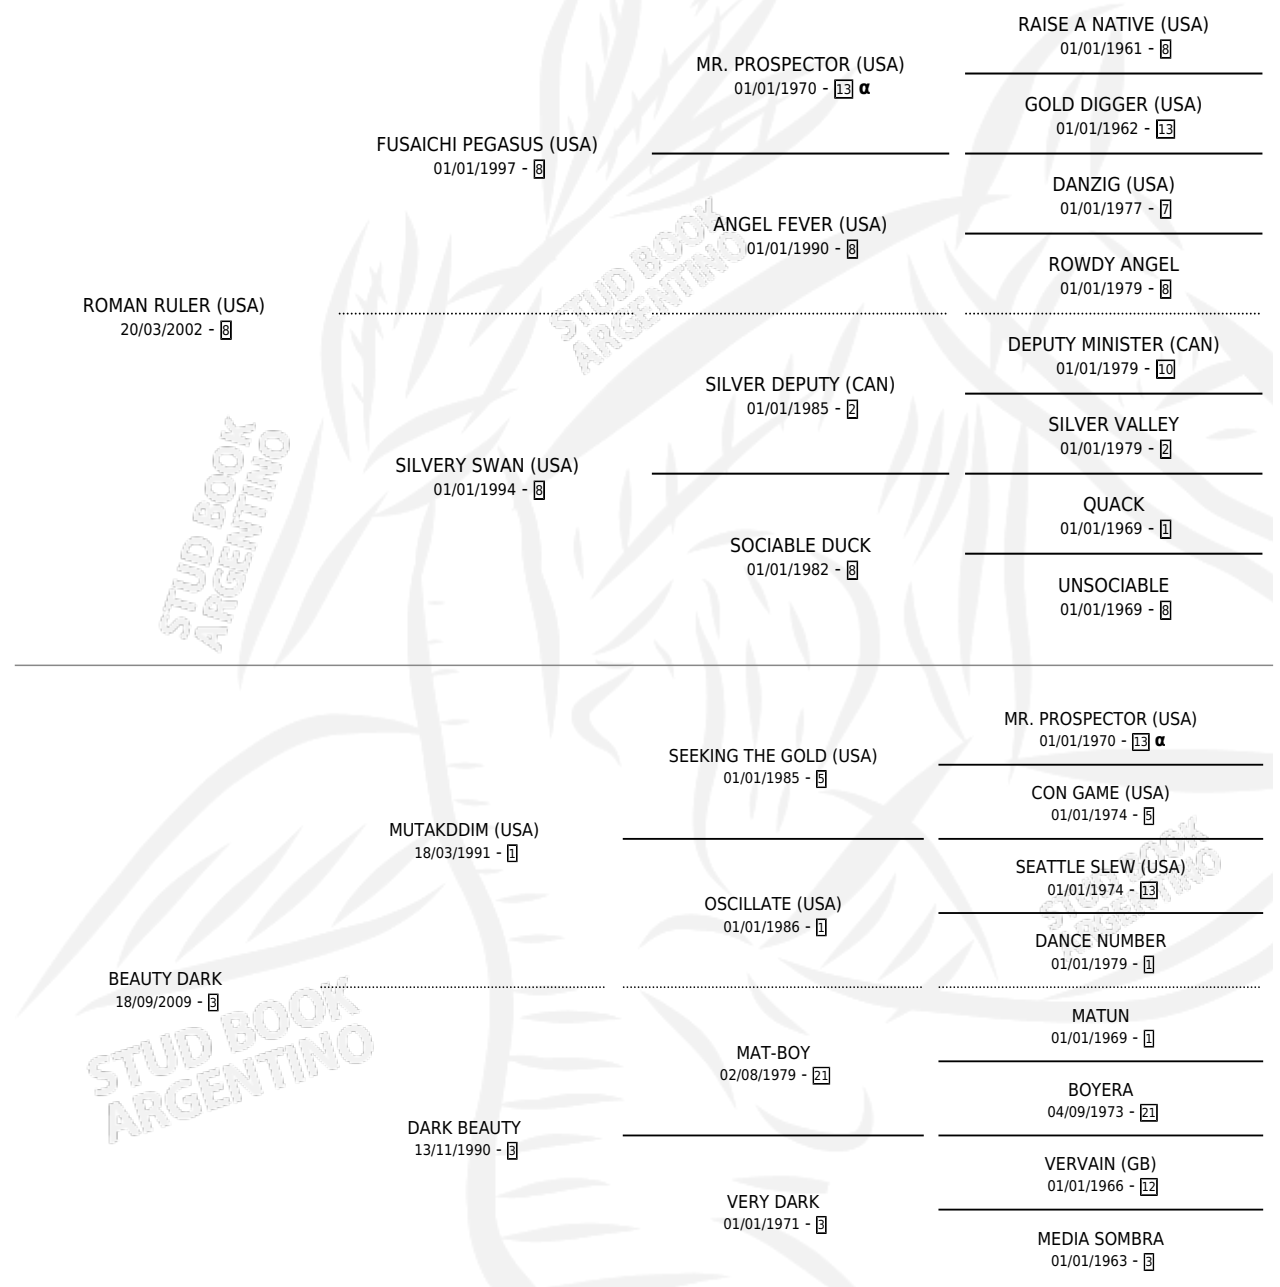 RAISE A NATIVE (USA)
01/01/1961 - 8
MR. PROSPECTOR (USA)
01/01/1970 - 13 α
GOLD DIGGER (USA)
01/01/1962 - 13
FUSAICHI PEGASUS (USA)
01/01/1997 - 8
DANZIG (USA)
01/01/1977 - 7
ANGEL FEVER (USA)
01/01/1990 - 8
ROWDY ANGEL
01/01/1979 - 8
ROMAN RULER (USA)
20/03/2002 - 8
DEPUTY MINISTER (CAN)
01/01/1979 - 10
SILVER DEPUTY (CAN)
01/01/1985 - 2
SILVER VALLEY
01/01/1979 - 2
SILVERY SWAN (USA)
01/01/1994 - 8
QUACK
01/01/1969 - 1
SOCIABLE DUCK
01/01/1982 - 8
UNSOCIABLE
01/01/1969 - 8
MR. PROSPECTOR (USA)
01/01/1970 - 13 α
SEEKING THE GOLD (USA)
01/01/1985 - 5
CON GAME (USA)
01/01/1974 - 5
MUTAKDDIM (USA)
18/03/1991 - 1
SEATTLE SLEW (USA)
01/01/1974 - 13
OSCILLATE (USA)
01/01/1986 - 1
DANCE NUMBER
01/01/1979 - 1
BEAUTY DARK
18/09/2009 - 3
MATUN
01/01/1969 - 1
MAT-BOY
02/08/1979 - 21
BOYERA
04/09/1973 - 21
DARK BEAUTY
13/11/1990 - 3
VERVAIN (GB)
01/01/1966 - 12
VERY DARK
01/01/1971 - 3
MEDIA SOMBRA
01/01/1963 - 3
STUD BOOK
ARGENTINO
STUD BOOK
ARGENTINO
STUD BOOK
ARGENTINO
STUD BOOK
ARGENTINO